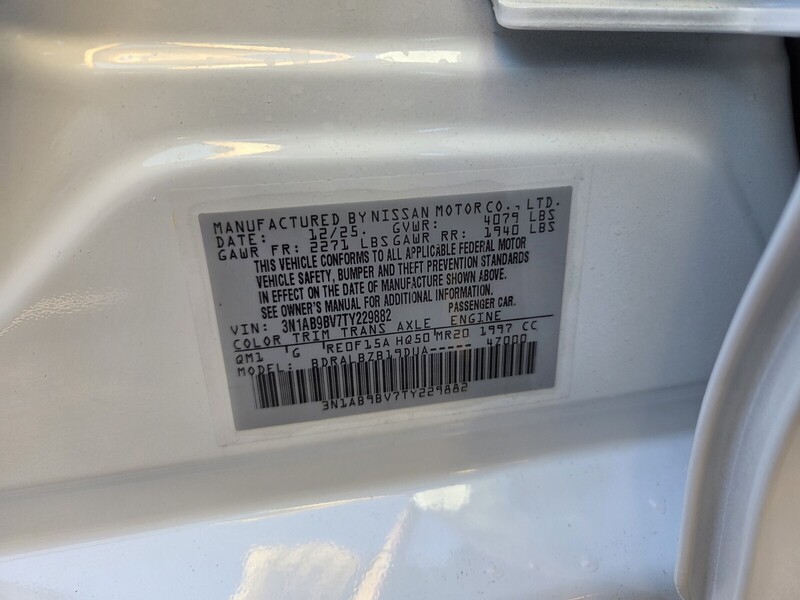 MANUFACTURED BY NISSAN MOTOR CO., LTD.
DATE: 12/25. GVWR: 4079 LBS
GAWR FR: 2271 LBS GAWR RR: 1940 LBS
THIS VEHICLE CONFORMS TO ALL APPLICABLE FEDERAL MOTOR
VEHICLE SAFETY, BUMPER AND THEFT PREVENTION STANDARDS
IN EFFECT ON THE DATE OF MANUFACTURE SHOWN ABOVE.
SEE OWNER'S MANUAL FOR ADDITIONAL INFORMATION.
VIN: 3N1AB9BV7TY229882 PASSENGER CAR.
COLOR TRIM TRANS AXLE ENGINE
QM1 G RE0F15A HQ50 MR20 1997 CC
MODEL: BDRALBZB19DUA----- 47000
3N1AB9BV7TY229882